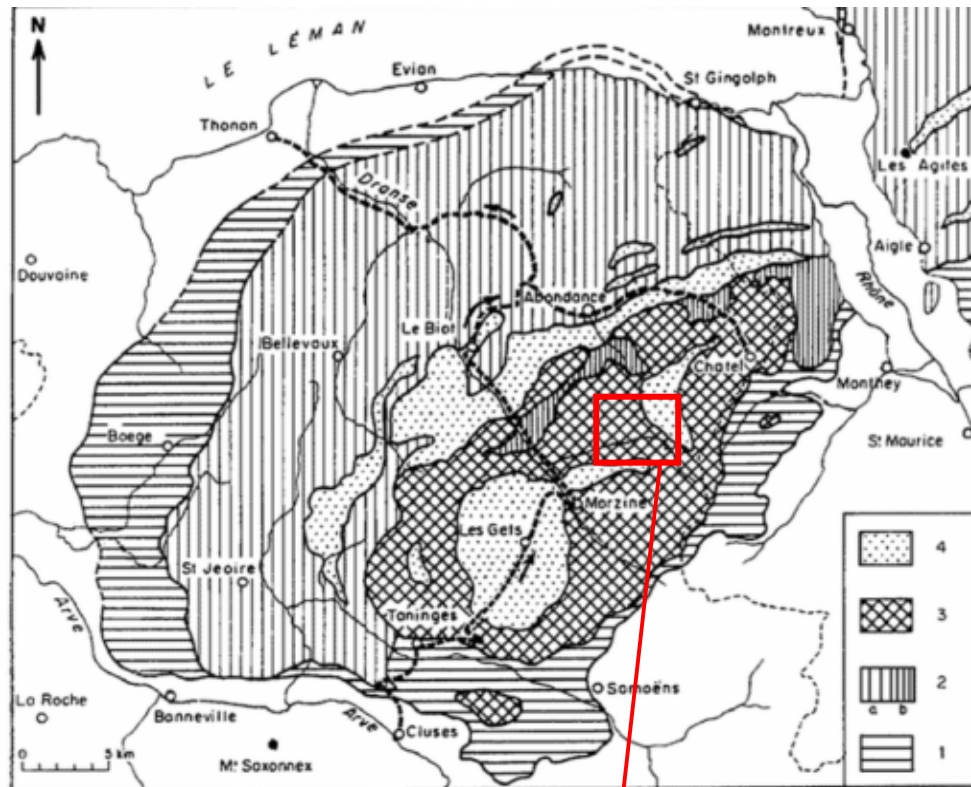 N
LE LÉMAN
Montreux
Evian
St Gingolph
Thonon
Les Agites
Dranse
Aigle
Douvaine
Rhône
Abondance
Le Biot
Bellevaux
Chatel
Monthey
Boege
St Maurice
Morzine
Les Gets
St Jeoire
Taninges
Arve
Samoëns
La Roche
Bonneville
Arve
Cluses
0 5 km
Mt Saxonnex
4
3
2
a b
1